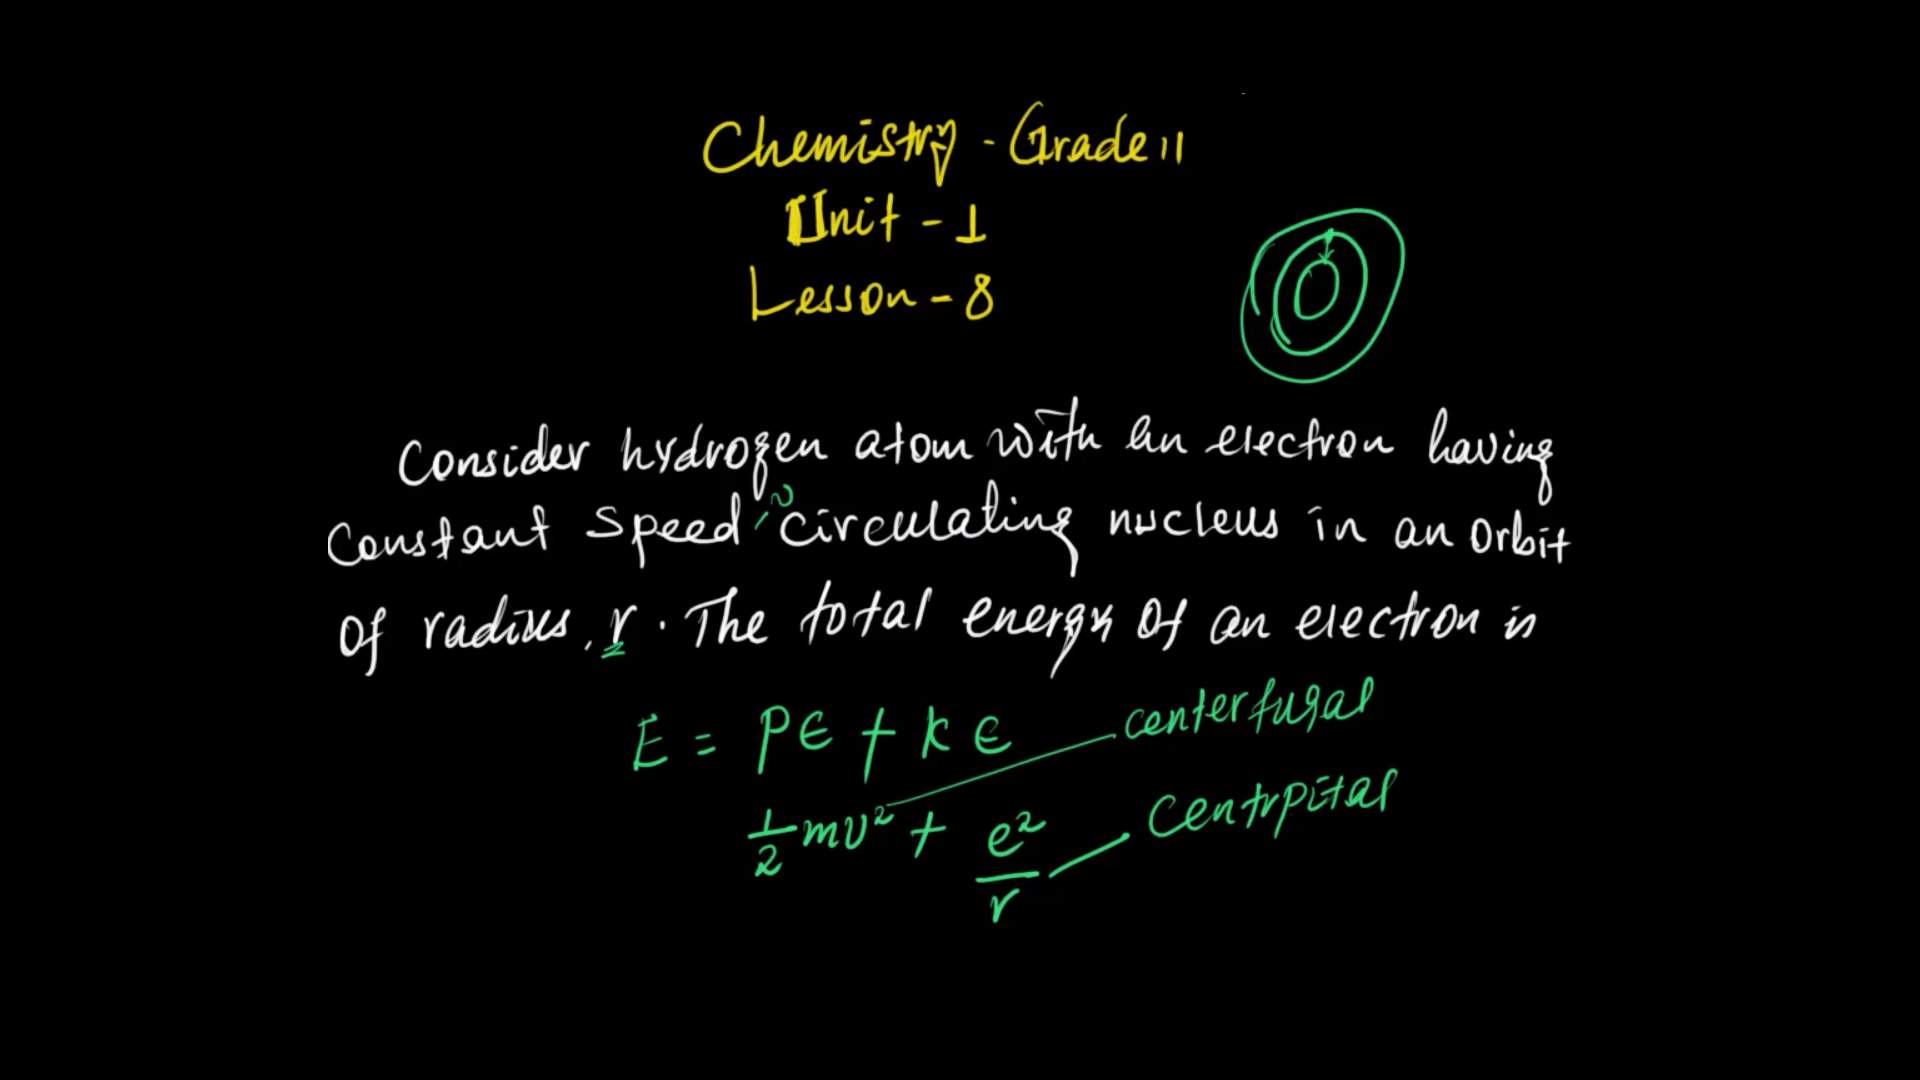 Chemistry - Grade 11
Unit - 1
Lesson - 8
Consider hydrogen atom with an electron having
Constant Speed, v circulating nucleus in an orbit
of radius, r. The total energy of an electron is
E = PE + KE centerfugal
1/2 mv² + e²/r Centrpital